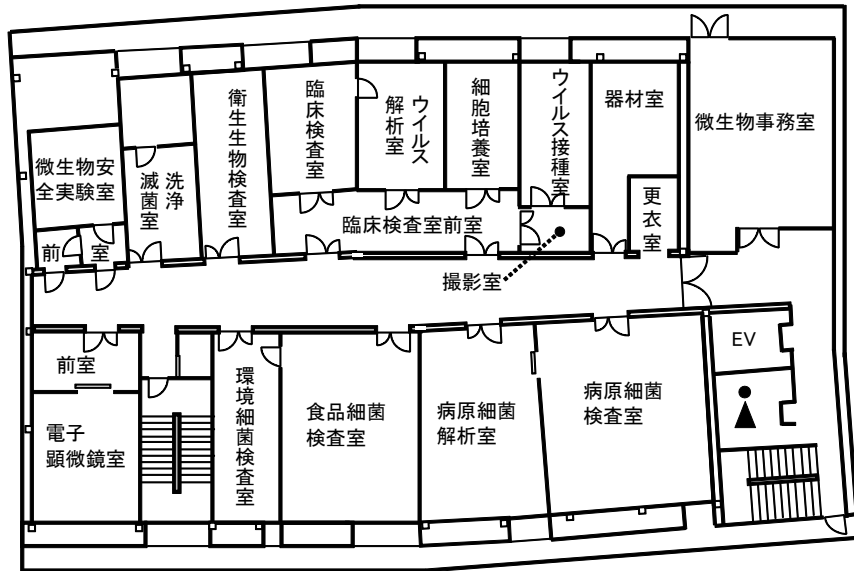 微生物安
全実験室
前
室
洗浄
滅菌室
衛生生物検査室
臨床検査室
ウイルス
解析室
細胞培養室
ウイルス接種室
器材室
更衣室
微生物事務室
臨床検査室前室
撮影室
前室
電子
顕微鏡室
環境細菌検査室
食品細菌
検査室
病原細菌
解析室
病原細菌
検査室
EV